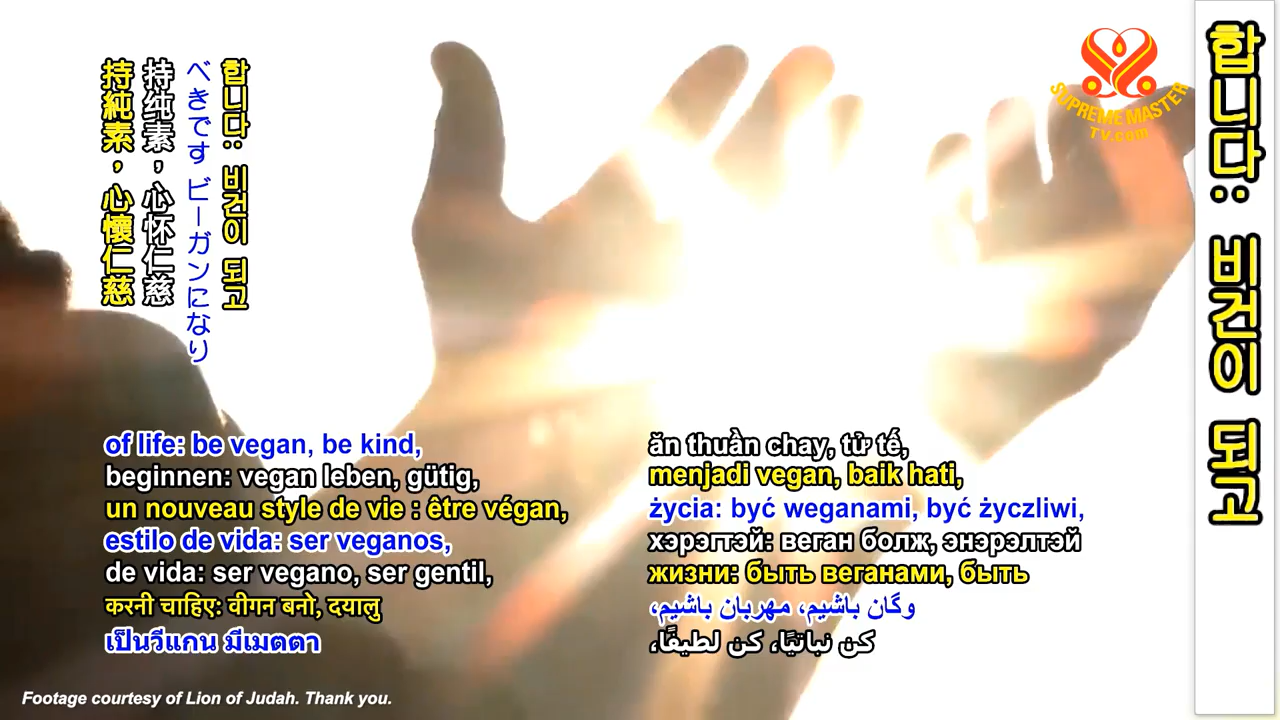 합니다: 비건이 되고
べきです ビーガンになり
持纯素，心怀仁慈
持純素，心懷仁慈
SUPREME MASTER
TV.com
합니다: 비건이 되고
of life: be vegan, be kind,
beginnen: vegan leben, gütig,
un nouveau style de vie : être végan,
estilo de vida: ser veganos,
de vida: ser vegano, ser gentil,
करनी चाहिए: वीगन बनो, दयालु
เป็นวีแกน มีเมตตา
ăn thuần chay, tử tế,
menjadi vegan, baik hati,
życia: być weganami, być życzliwi,
хэрэгтэй: веган болж, энэрэлтэй
жизни: быть веганами, быть
وگان باشیم، مهربان باشیم،
كن نباتيًا، كن لطيفًا،
Footage courtesy of Lion of Judah. Thank you.